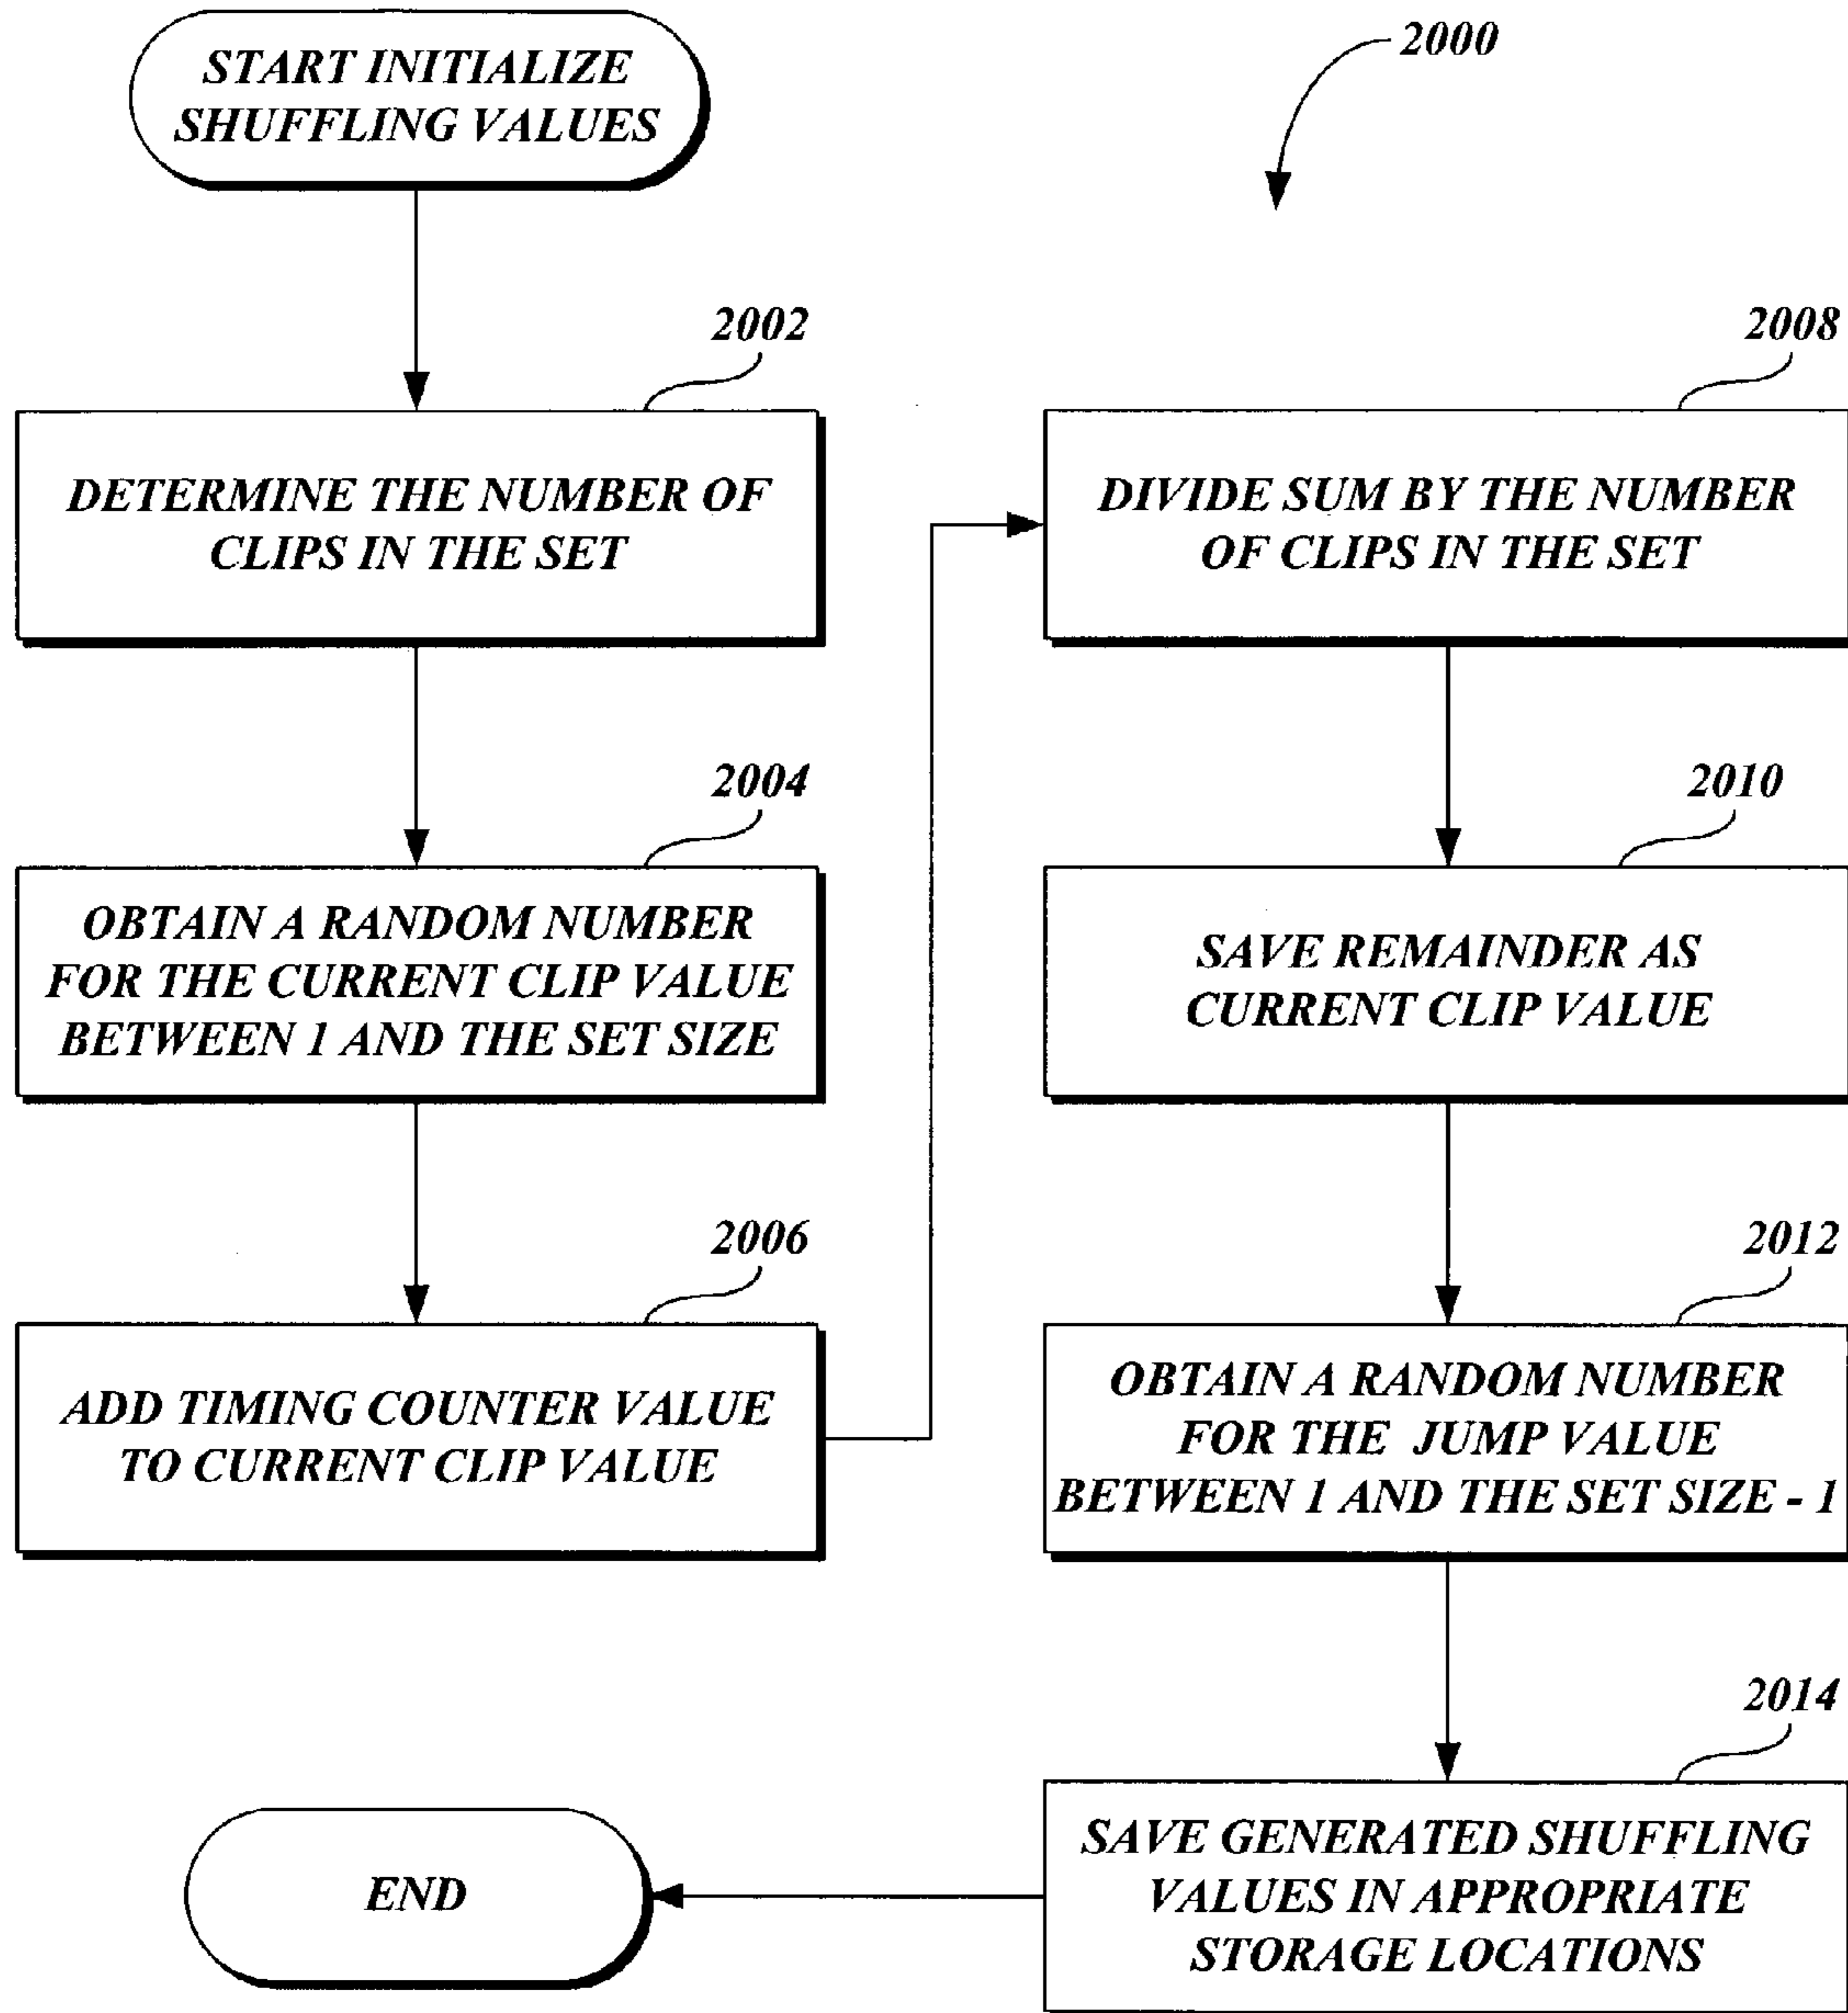 START INITIALIZE
SHUFFLING VALUES
2000
2002
DETERMINE THE NUMBER OF
CLIPS IN THE SET
2004
OBTAIN A RANDOM NUMBER
FOR THE CURRENT CLIP VALUE
BETWEEN 1 AND THE SET SIZE
2006
ADD TIMING COUNTER VALUE
TO CURRENT CLIP VALUE
2008
DIVIDE SUM BY THE NUMBER
OF CLIPS IN THE SET
2010
SAVE REMAINDER AS
CURRENT CLIP VALUE
2012
OBTAIN A RANDOM NUMBER
FOR THE JUMP VALUE
BETWEEN 1 AND THE SET SIZE - 1
2014
SAVE GENERATED SHUFFLING
VALUES IN APPROPRIATE
STORAGE LOCATIONS
END